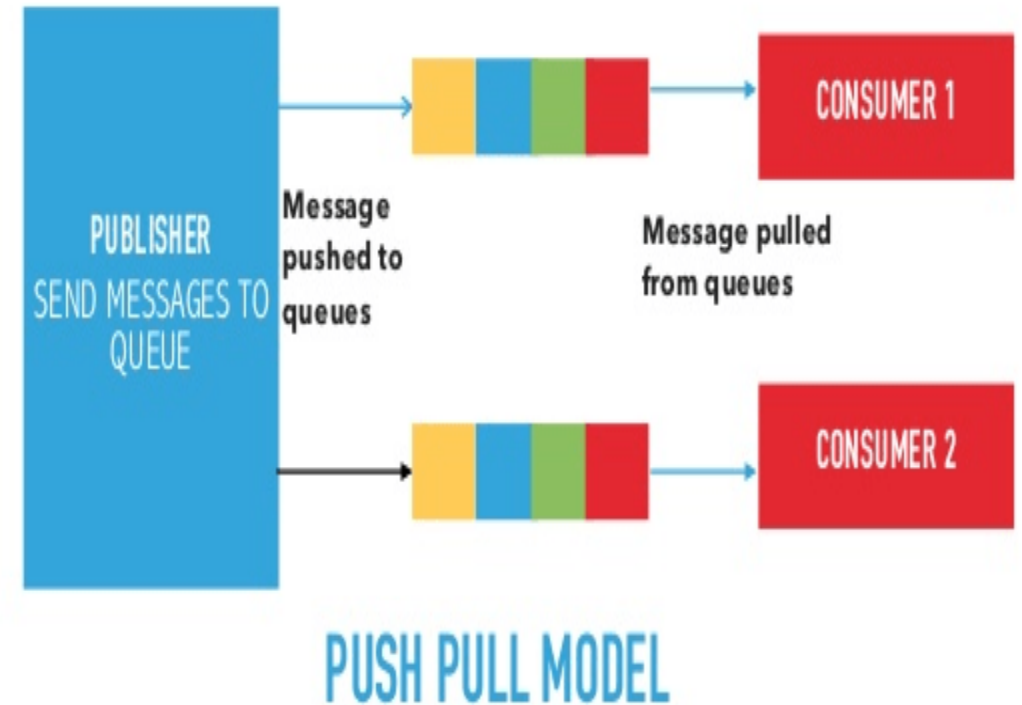 PUBLISHER
SEND MESSAGES TO
QUEUE
Message
pushed to
queues
CONSUMER 1
Message pulled
from queues
CONSUMER 2
PUSH PULL MODEL